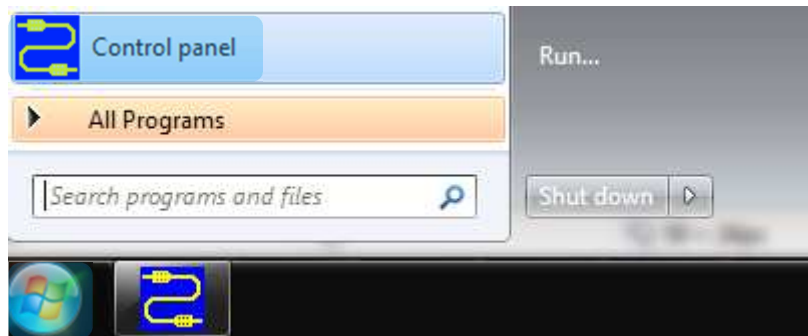 Control panel
Run...
All Programs
Search programs and files
Shut down